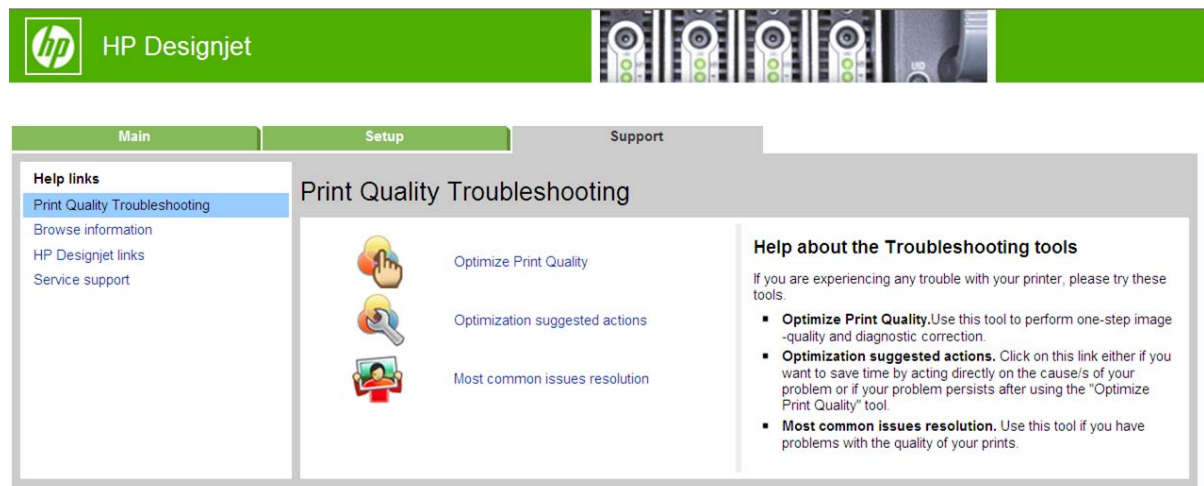 hp
HP Designjet
UID
Main
Setup
Support
Help links
Print Quality Troubleshooting
Browse information
HP Designjet links
Service support
Print Quality Troubleshooting
Optimize Print Quality
Optimization suggested actions
Most common issues resolution
Help about the Troubleshooting tools
If you are experiencing any trouble with your printer, please try these
tools.
▪ Optimize Print Quality.Use this tool to perform one-step image
-quality and diagnostic correction.
▪ Optimization suggested actions. Click on this link either if you
want to save time by acting directly on the cause/s of your
problem or if your problem persists after using the "Optimize
Print Quality" tool.
▪ Most common issues resolution. Use this tool if you have
problems with the quality of your prints.